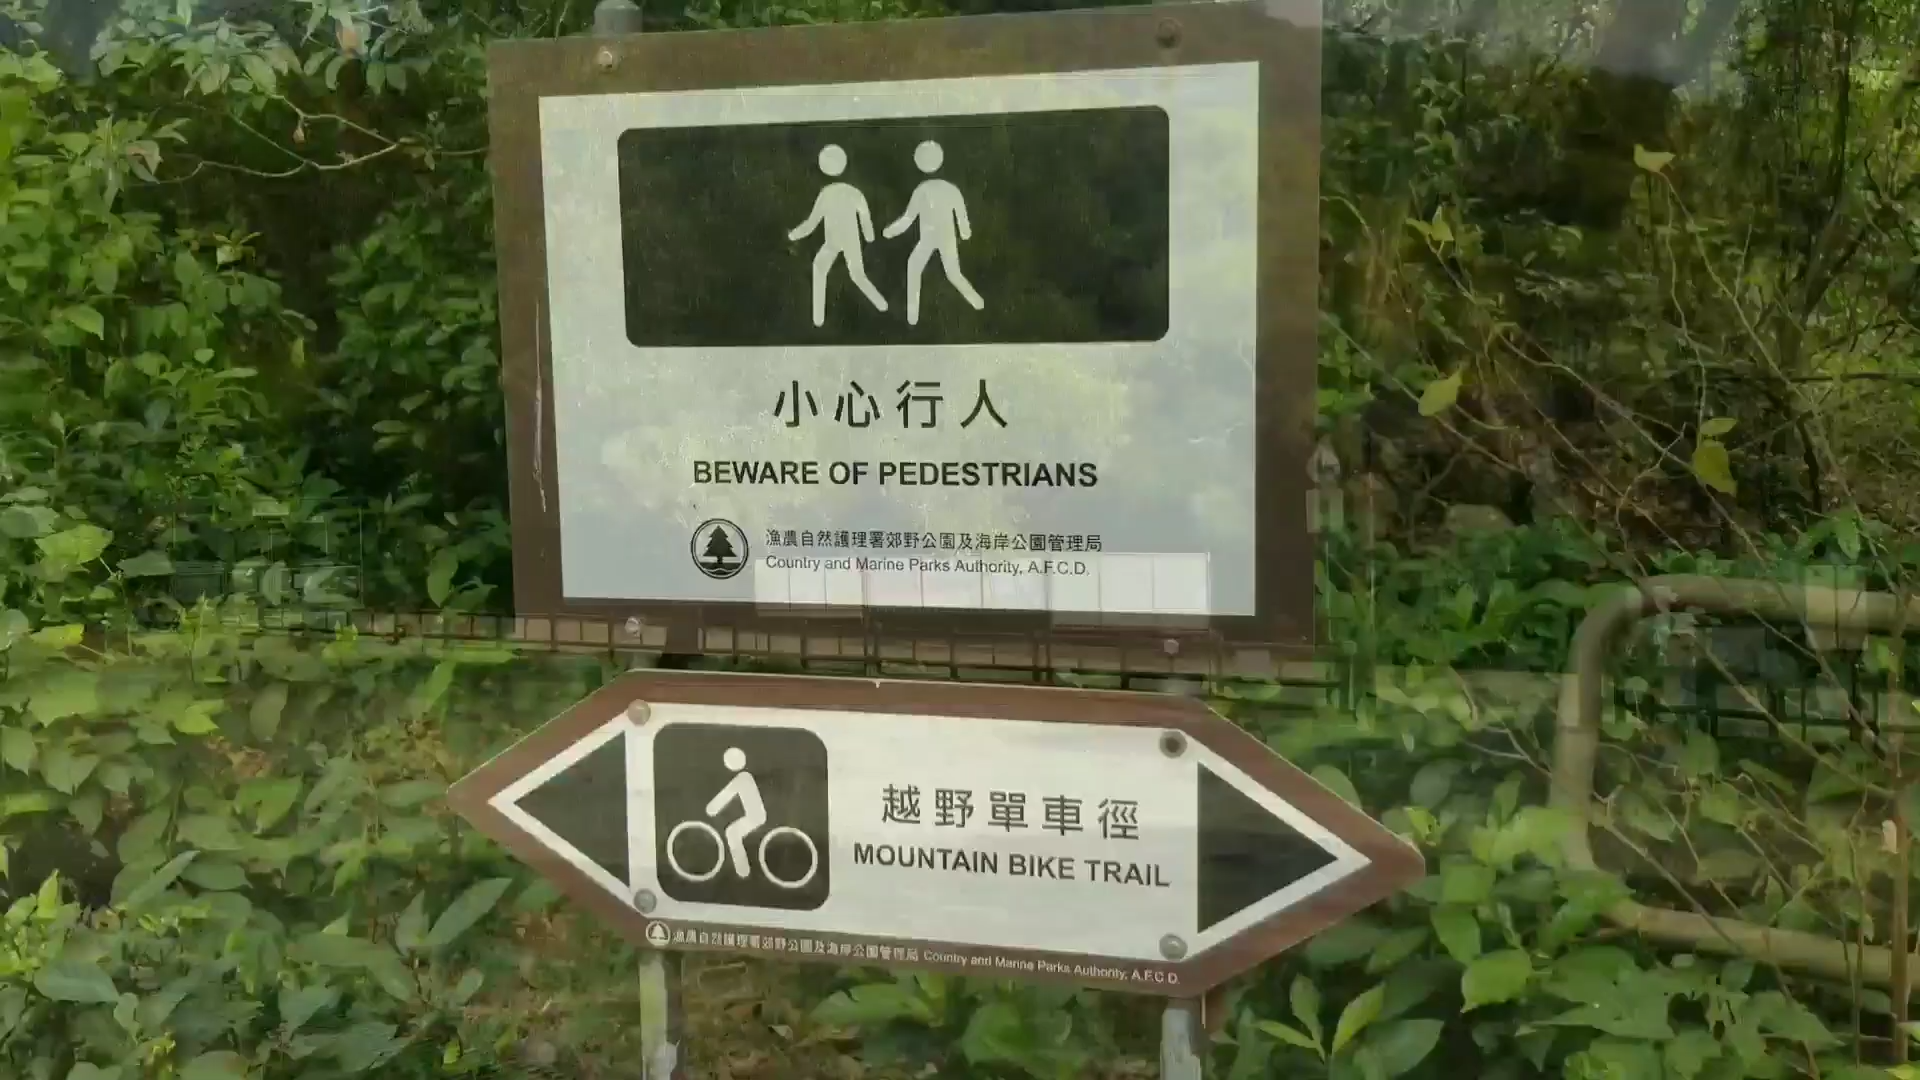 小心行人
BEWARE OF PEDESTRIANS
漁農自然護理署郊野公園及海岸公園管理局
Country and Marine Parks Authority, A.F.C.D.
越野單車徑
MOUNTAIN BIKE TRAIL
漁農自然護理署郊野公園及海岸公園管理局 Country and Marine Parks Authority, A.F.C.D.